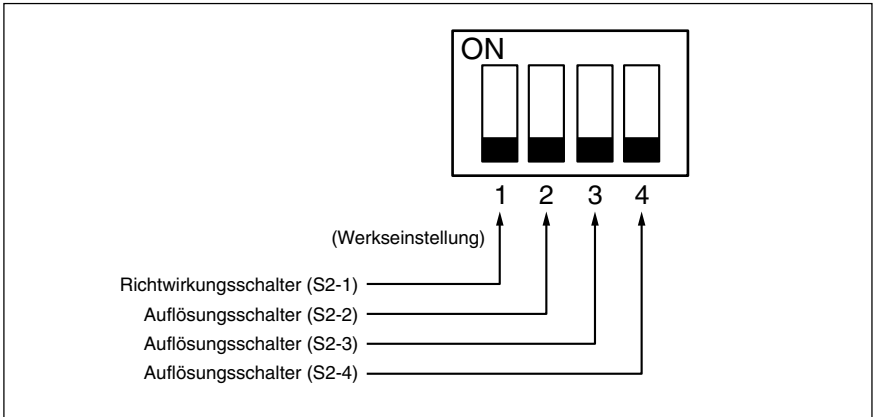 ON
1 2 3 4
(Werkseinstellung)
Richtwirkungsschalter (S2-1)
Auflösungsschalter (S2-2)
Auflösungsschalter (S2-3)
Auflösungsschalter (S2-4)